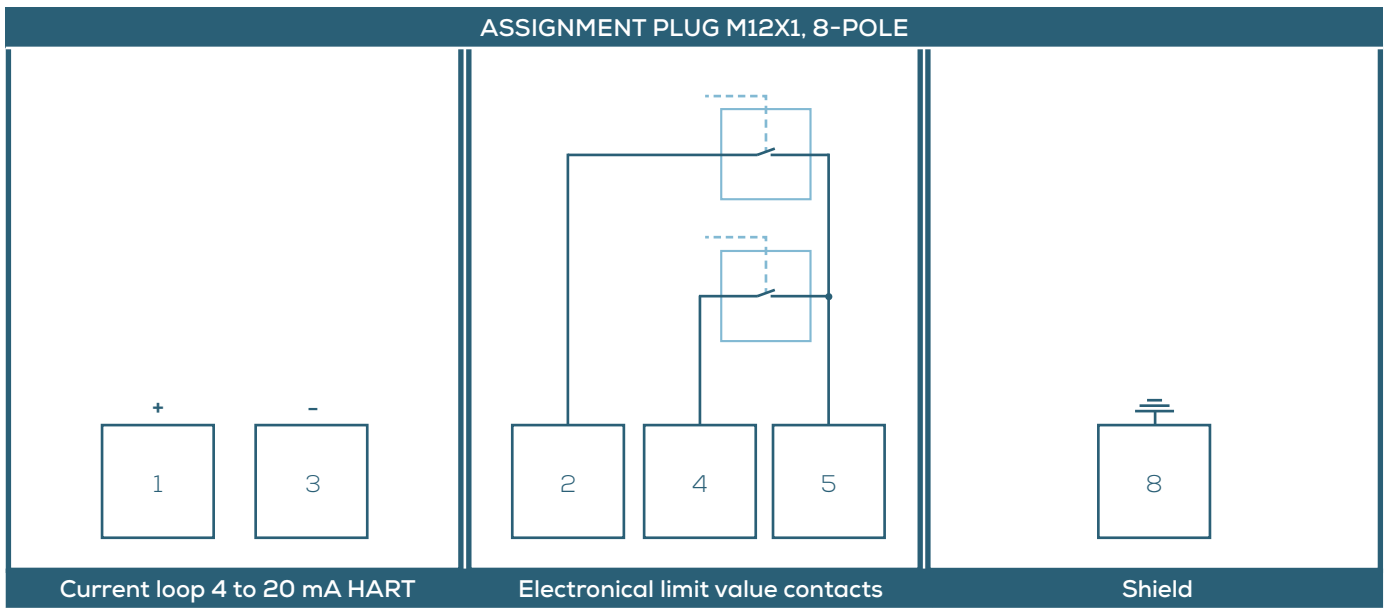 ASSIGNMENT PLUG M12X1, 8-POLE
+ -
1 3 2 4 5 8
Current loop 4 to 20 mA HART
Electronical limit value contacts
Shield